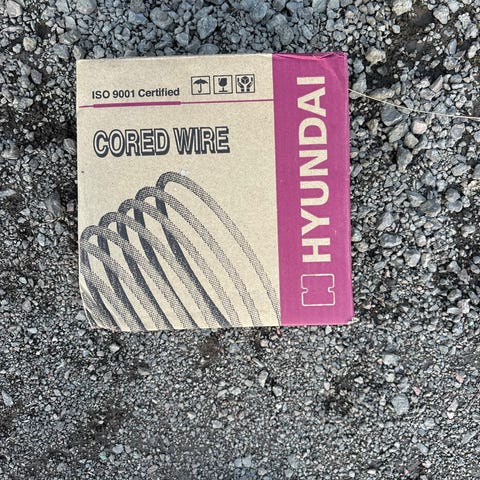 ISO 9001 Certified
CORED WIRE
HYUNDAI